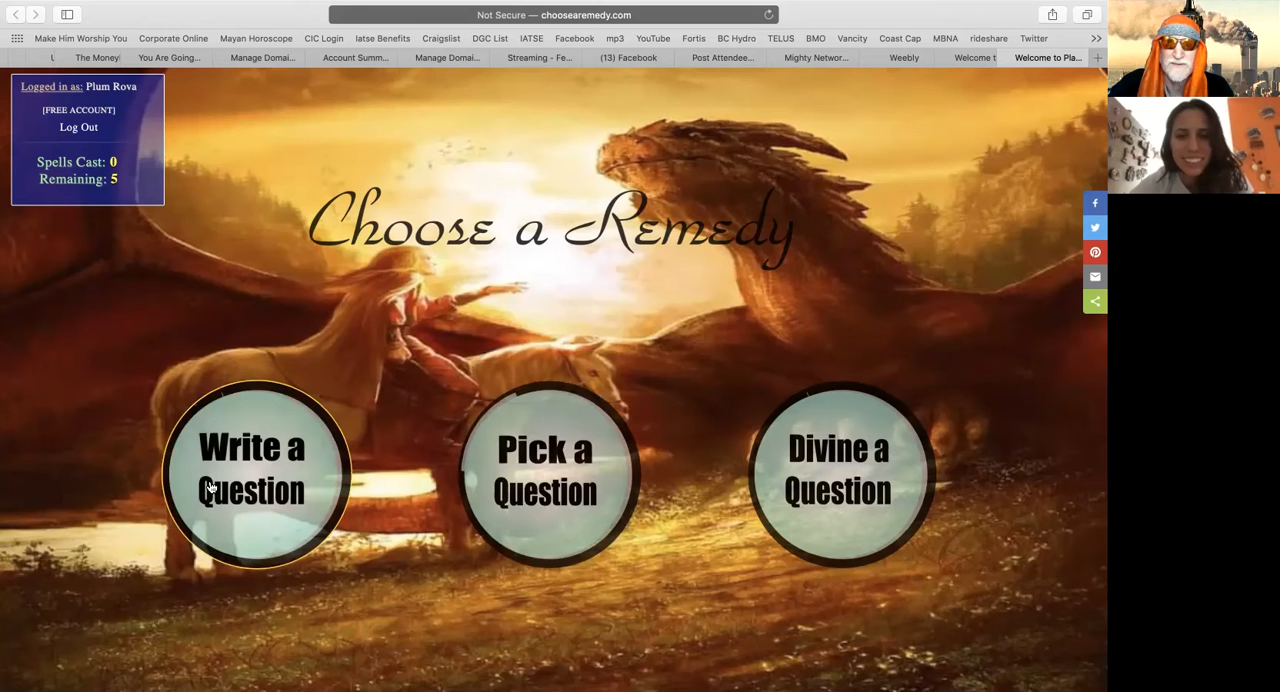 Not Secure — choosearemedy.com
Make Him Worship You Corporate Online Mayan Horoscope CIC Login Iatse Benefits Craigslist DGC List IATSE Facebook mp3 YouTube Fortis BC Hydro TELUS BMO Vancity Coast Cap MBNA rideshare Twitter
The Money You Are Going... Manage Domai... Account Summ... Manage Domai... Streaming - Fe... (13) Facebook Post Attendee... Mighty Networ... Weebly Welcome t Welcome to Pla...
Logged in as: Plum Rova
[FREE ACCOUNT]
Log Out
Spells Cast: 0
Remaining: 5
Choose a Remedy
Write a
Question
Pick a
Question
Divine a
Question